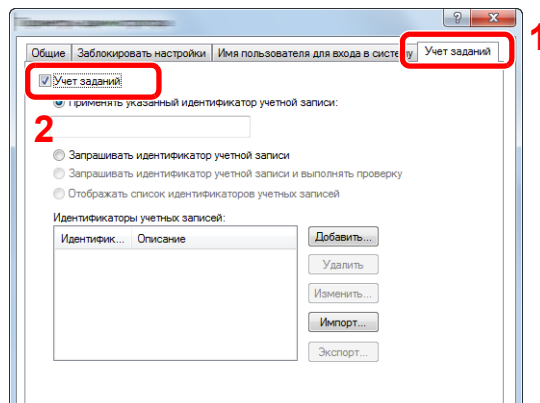 1
Общие Заблокировать настройки Имя пользователя для входа в систему Учет заданий
Учет заданий
Применять указанный идентификатор учетной записи:
2
Запрашивать идентификатор учетной записи
Запрашивать идентификатор учетной записи и выполнять проверку
Отображать список идентификаторов учетных записей
Идентификаторы учетных записей:
Идентифик... Описание
Добавить...
Удалить
Изменить...
Импорт...
Экспорт...